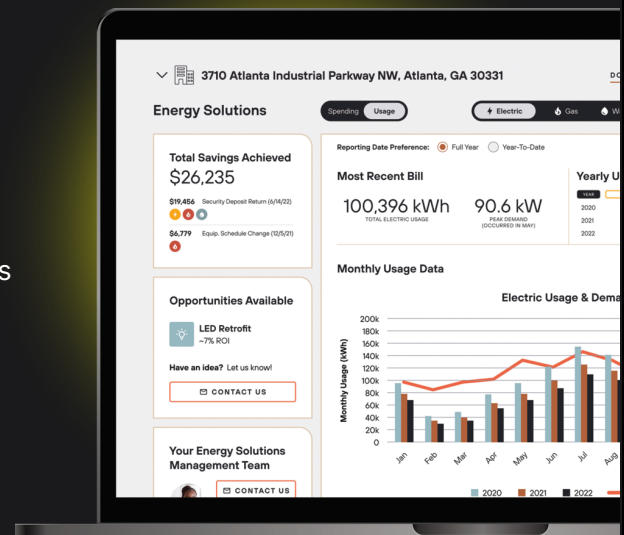 3710 Atlanta Industrial Parkway NW, Atlanta, GA 30331
Energy Solutions
Spending Usage
Electric Gas
s
Total Savings Achieved
$26,235
$19,456 Security Deposit Return (6/14/22)
$6,779 Equip. Schedule Change (12/5/21)
Opportunities Available
LED Retrofit
~7% ROI
Have an idea? Let us know!
CONTACT US
Your Energy Solutions
Management Team
CONTACT US
Reporting Date Preference: Full Year Year-To-Date
Most Recent Bill
100,396 kWh
TOTAL ELECTRIC USAGE
90.6 kW
PEAK DEMAND
(OCCURRED IN MAY)
Yearly U
YEAR
2020
2021
2022
Monthly Usage Data
Electric Usage & Dema
Monthly Usage (kWh)
200k
180k
160k
140k
120k
100k
80k
60k
40k
20k
0
Jan Feb Mar Apr May Jun Jul Aug
2020 2021 2022